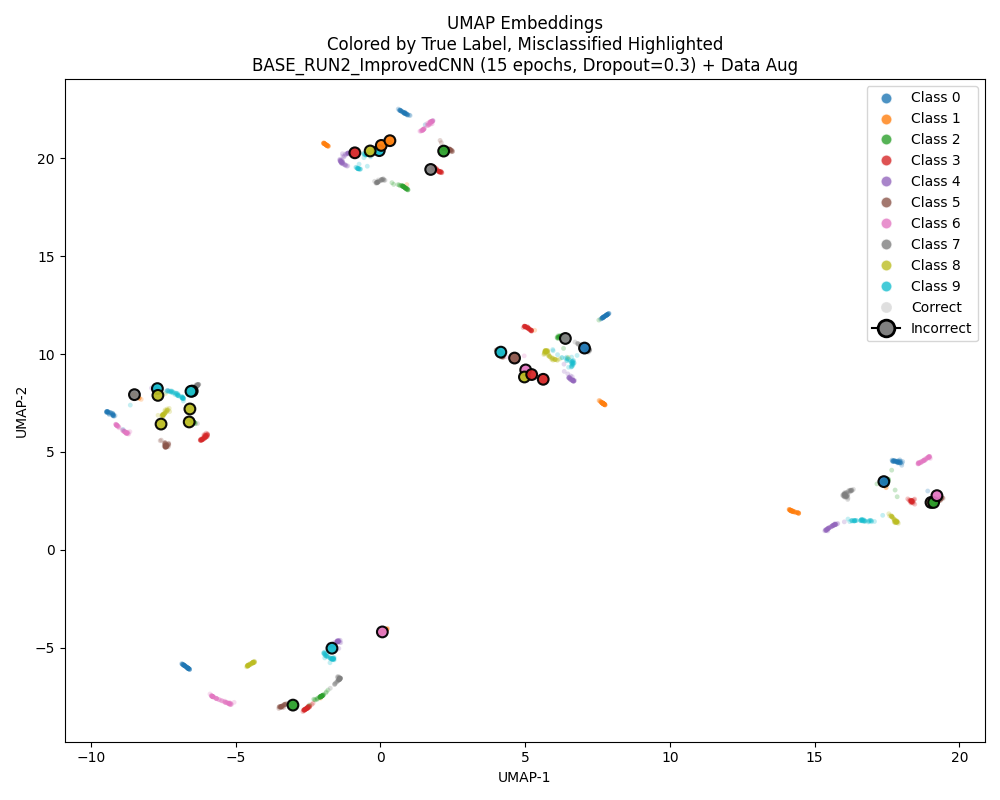 UMAP Embeddings
Colored by True Label, Misclassified Highlighted
BASE_RUN2_ImprovedCNN (15 epochs, Dropout=0.3) + Data Aug
Class 0
Class 1
Class 2
Class 3
Class 4
Class 5
Class 6
Class 7
Class 8
Class 9
Correct
Incorrect
UMAP-2
20
15
10
5
0
−5
−10
−5
0
5
10
15
20
UMAP-1